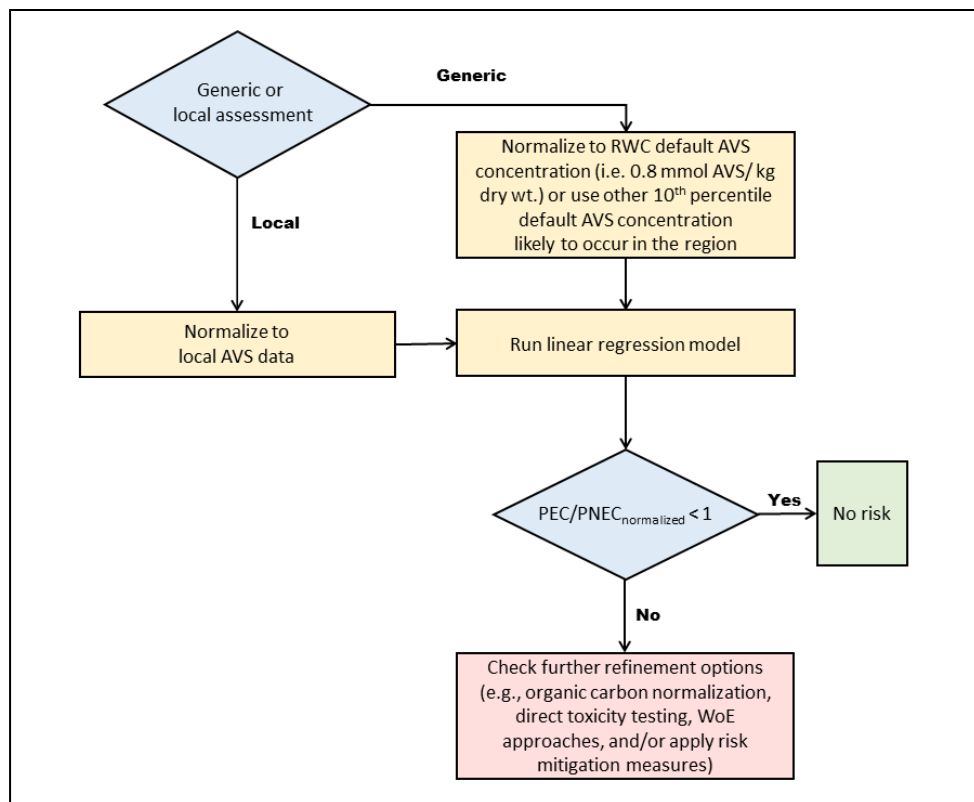 Generic or
local assessment
Generic
Normalize to RWC default AVS
concentration (i.e. 0.8 mmol AVS/ kg
dry wt.) or use other 10th percentile
default AVS concentration
likely to occur in the region
Local
Normalize to
local AVS data
Run linear regression model
PEC/PNECnormalized < 1
Yes
No risk
No
Check further refinement options
(e.g., organic carbon normalization,
direct toxicity testing, WoE
approaches, and/or apply risk
mitigation measures)